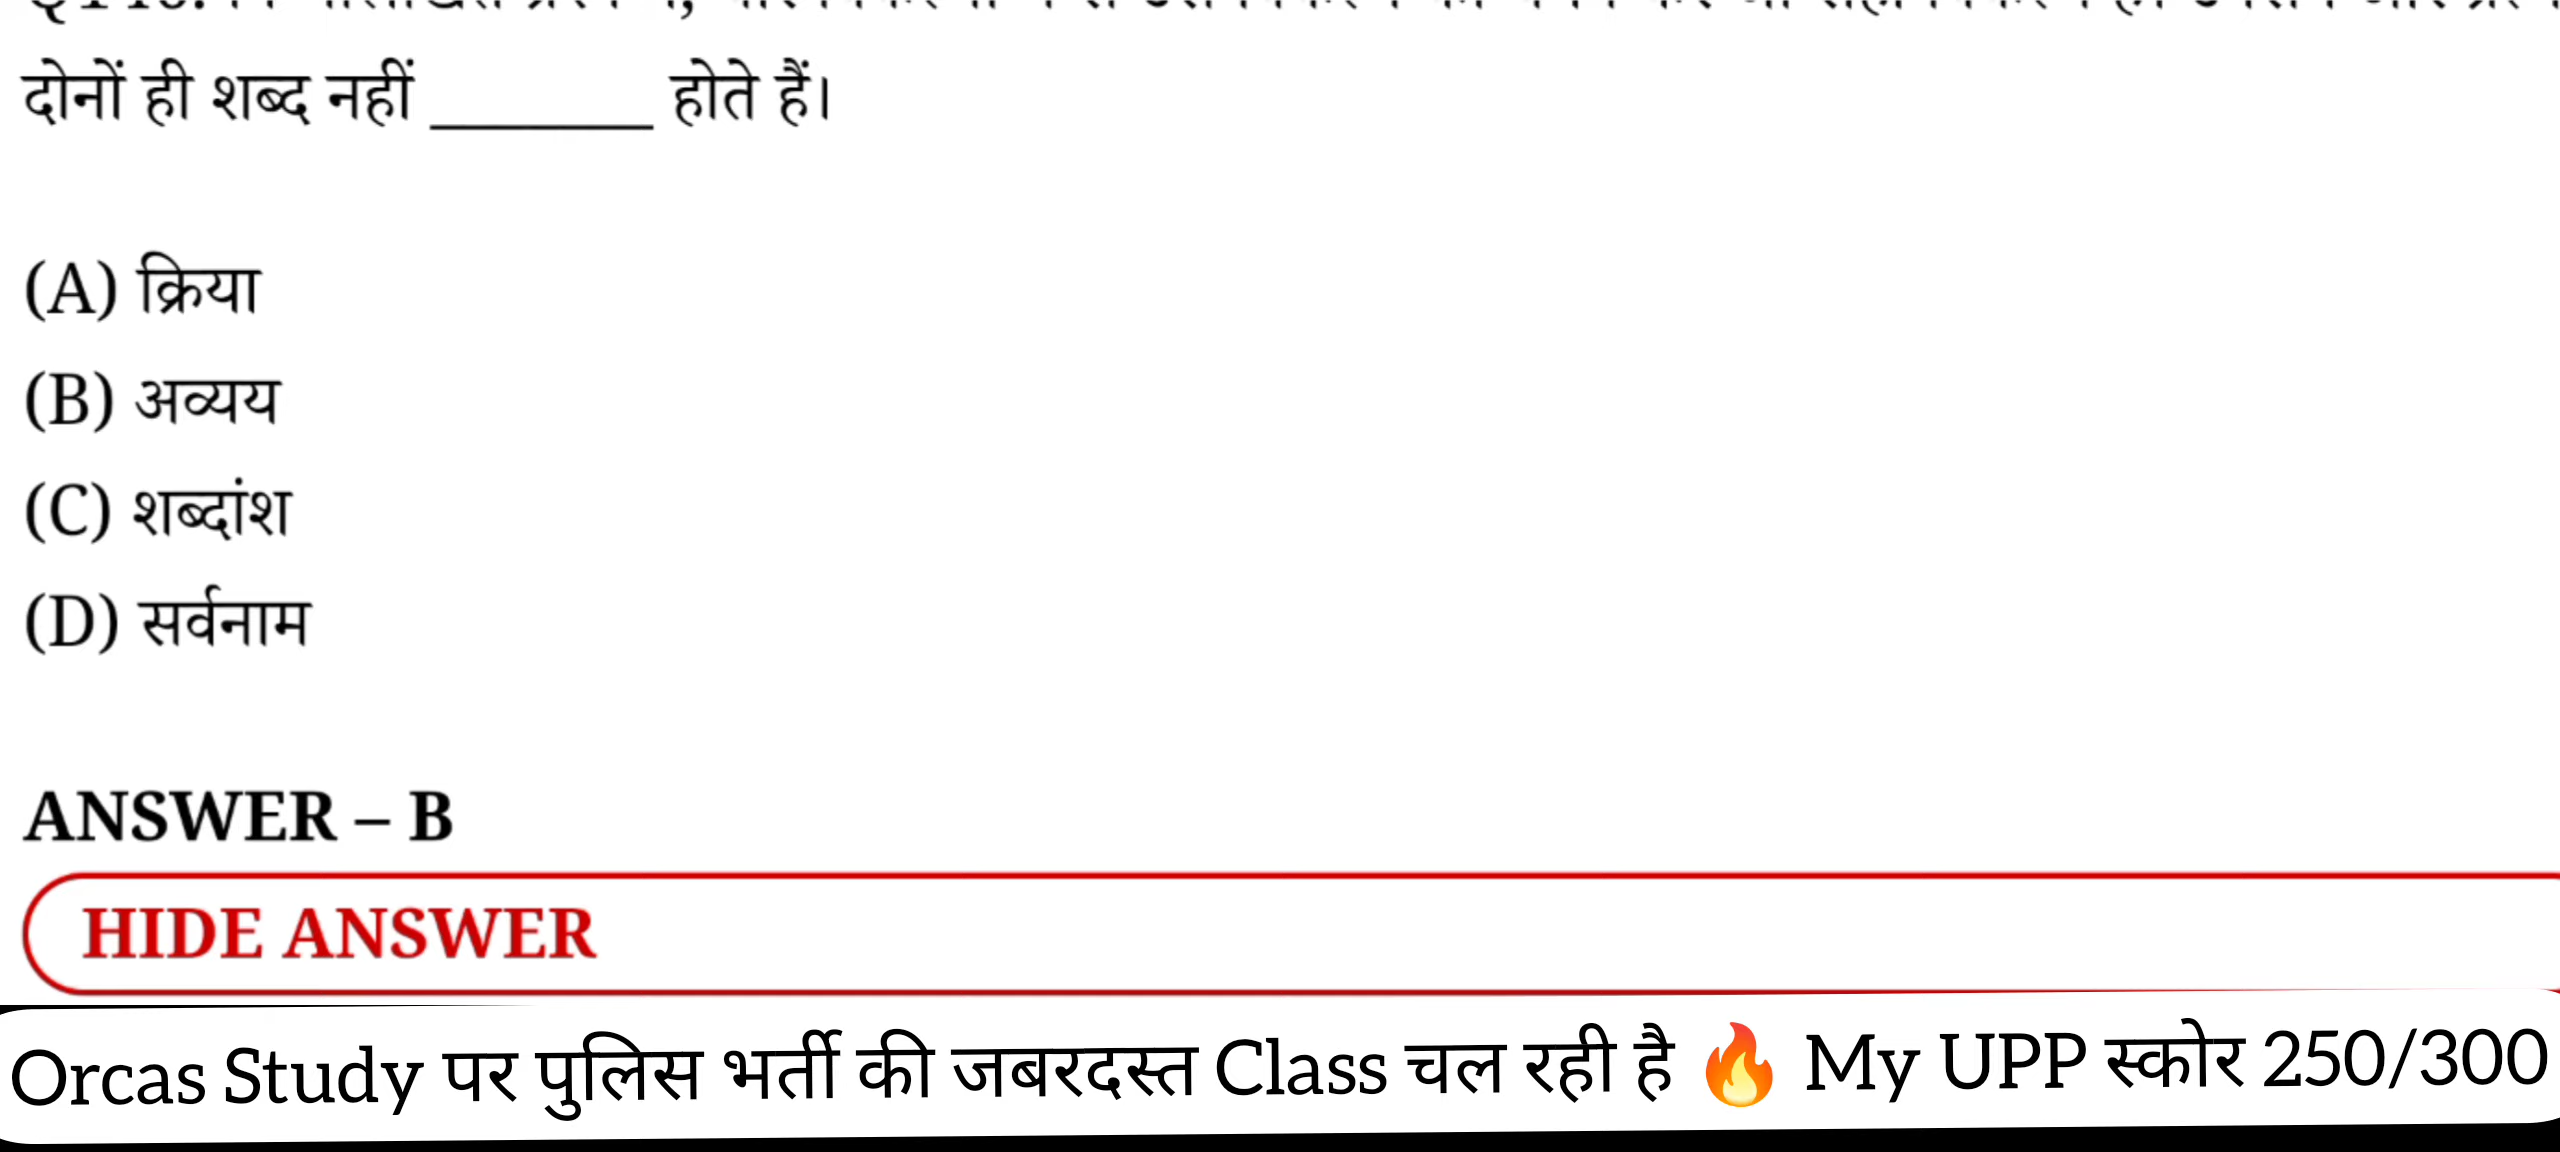 दोनों ही शब्द नहीं ________ होते हैं।
(A) क्रिया
(B) अव्यय
(C) शब्दांश
(D) सर्वनाम
ANSWER – B
HIDE ANSWER
Orcas Study पर पुलिस भर्ती की जबरदस्त Class चल रही है 🔥 My UPP स्कोर 250/300